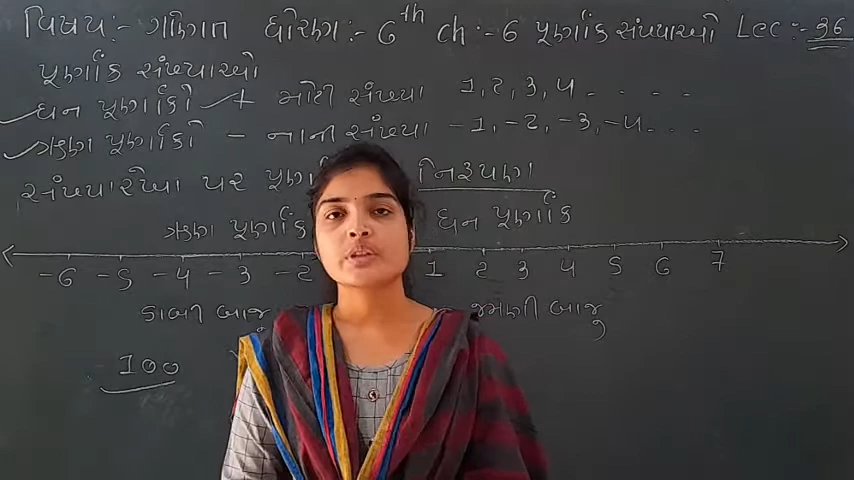 વિષય:- ગણિત ધોરણ:- 6th ch:- 6 પૂર્ણાંક સંખ્યાઓ Lec:- 36
પૂર્ણાંક સંખ્યાઓ
ધન પૂર્ણાંકો + મોટી સંખ્યા 1, 2, 3, 4 . . . .
ઋણ પૂર્ણાંકો - નાની સંખ્યા -1, -2, -3, -4 . . . .
સંખ્યારેખા પર નિરૂપણ
ઋણ પૂર્ણાંક ધન પૂર્ણાંક
-6 -5 -4 -3 -2 1 2 3 4 5 6 7
ડાબી બાજુ જમણી બાજુ
100